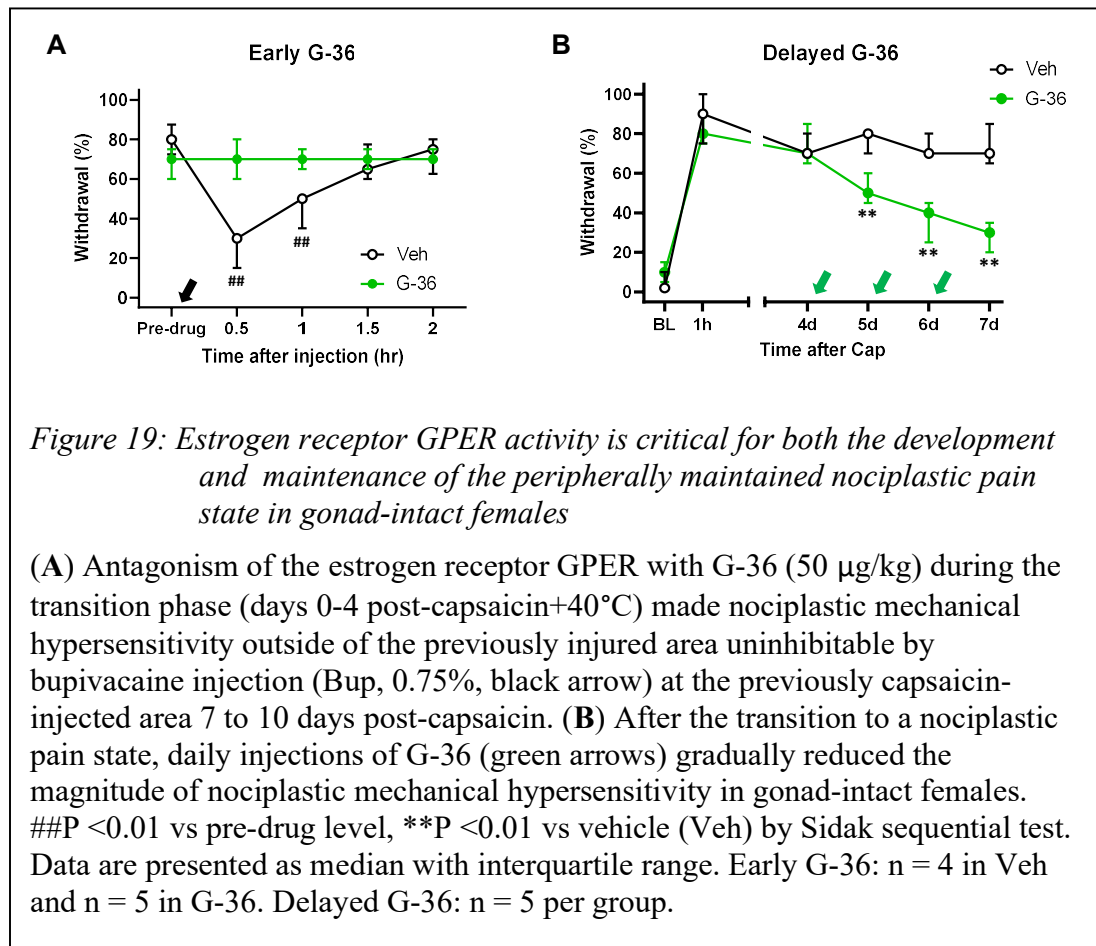 A
Early G-36
Withdrawal (%)
100
80
60
40
20
0
##
##
Veh
G-36
Pre-drug 0.5 1 1.5 2
Time after injection (hr)
B
Delayed G-36
Veh
G-36
Withdrawal (%)
100
80
60
40
20
0
**
**
**
BL 1h 4d 5d 6d 7d
Time after Cap
Figure 19: Estrogen receptor GPER activity is critical for both the development
and maintenance of the peripherally maintained nociplastic pain
state in gonad-intact females
(A) Antagonism of the estrogen receptor GPER with G-36 (50 μg/kg) during the
transition phase (days 0-4 post-capsaicin+40°C) made nociplastic mechanical
hypersensitivity outside of the previously injured area uninhibitable by
bupivacaine injection (Bup, 0.75%, black arrow) at the previously capsaicin-
injected area 7 to 10 days post-capsaicin. (B) After the transition to a nociplastic
pain state, daily injections of G-36 (green arrows) gradually reduced the
magnitude of nociplastic mechanical hypersensitivity in gonad-intact females.
##P <0.01 vs pre-drug level, **P <0.01 vs vehicle (Veh) by Sidak sequential test.
Data are presented as median with interquartile range. Early G-36: n = 4 in Veh
and n = 5 in G-36. Delayed G-36: n = 5 per group.